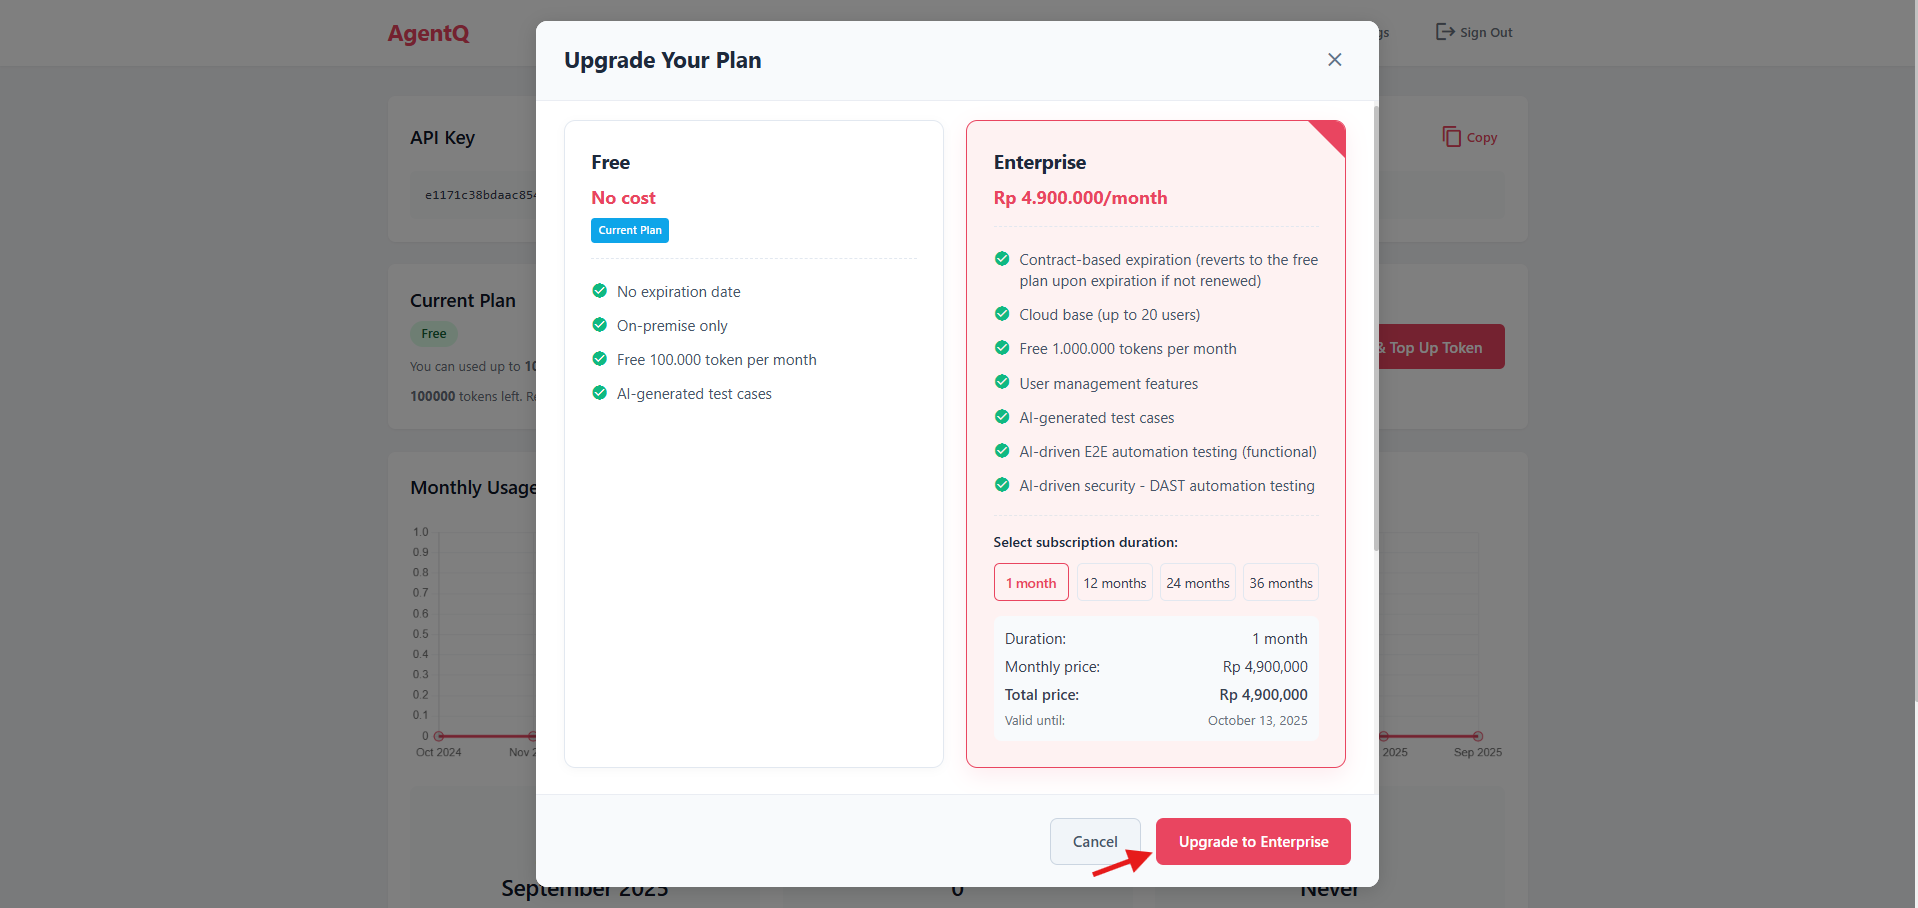 AgentQ
Sign Out
Upgrade Your Plan
API Key
Copy
e1171c38bdaac85
Current Plan
Free
You can used up to
100000 tokens left.
& Top Up Token
Monthly Usage
1.0
0.9
0.8
0.7
0.6
0.5
0.4
0.3
0.2
0.1
0
Oct 2024
Nov
2025
Sep 2025
September 2025
0
Never
Free
No cost
Current Plan
No expiration date
On-premise only
Free 100.000 token per month
AI-generated test cases
Enterprise
Rp 4.900.000/month
Contract-based expiration (reverts to the free
plan upon expiration if not renewed)
Cloud base (up to 20 users)
Free 1.000.000 tokens per month
User management features
AI-generated test cases
AI-driven E2E automation testing (functional)
AI-driven security - DAST automation testing
Select subscription duration:
1 month 12 months 24 months 36 months
Duration: 1 month
Monthly price: Rp 4,900,000
Total price: Rp 4,900,000
Valid until: October 13, 2025
Cancel
Upgrade to Enterprise